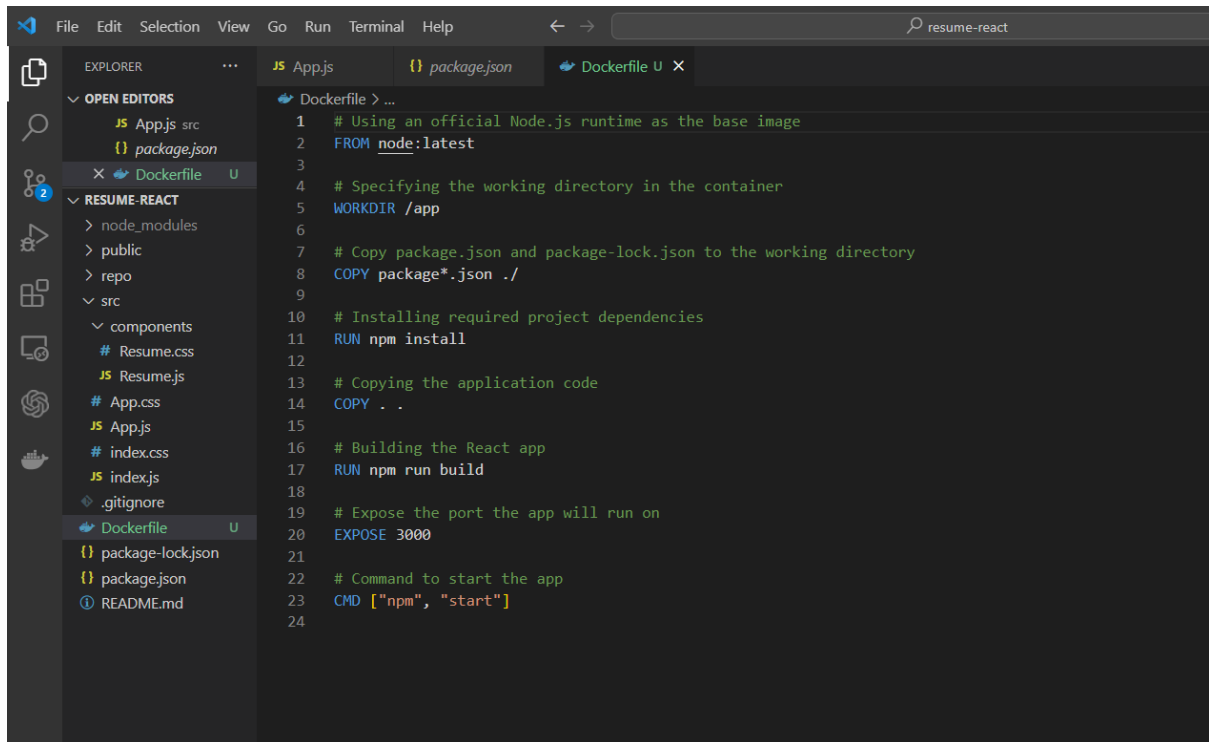 File Edit Selection View Go Run Terminal Help
resume-react
EXPLORER
OPEN EDITORS
JS App.js src
{} package.json
Dockerfile U
RESUME-REACT
node_modules
public
repo
src
components
# Resume.css
JS Resume.js
# App.css
JS App.js
# index.css
JS index.js
.gitignore
Dockerfile U
{} package-lock.json
{} package.json
README.md
2
JS App.js {} package.json Dockerfile U
Dockerfile > ...
1 # Using an official Node.js runtime as the base image
2 FROM node:latest
3
4 # Specifying the working directory in the container
5 WORKDIR /app
6
7 # Copy package.json and package-lock.json to the working directory
8 COPY package*.json ./
9
10 # Installing required project dependencies
11 RUN npm install
12
13 # Copying the application code
14 COPY . .
15
16 # Building the React app
17 RUN npm run build
18
19 # Expose the port the app will run on
20 EXPOSE 3000
21
22 # Command to start the app
23 CMD ["npm", "start"]
24